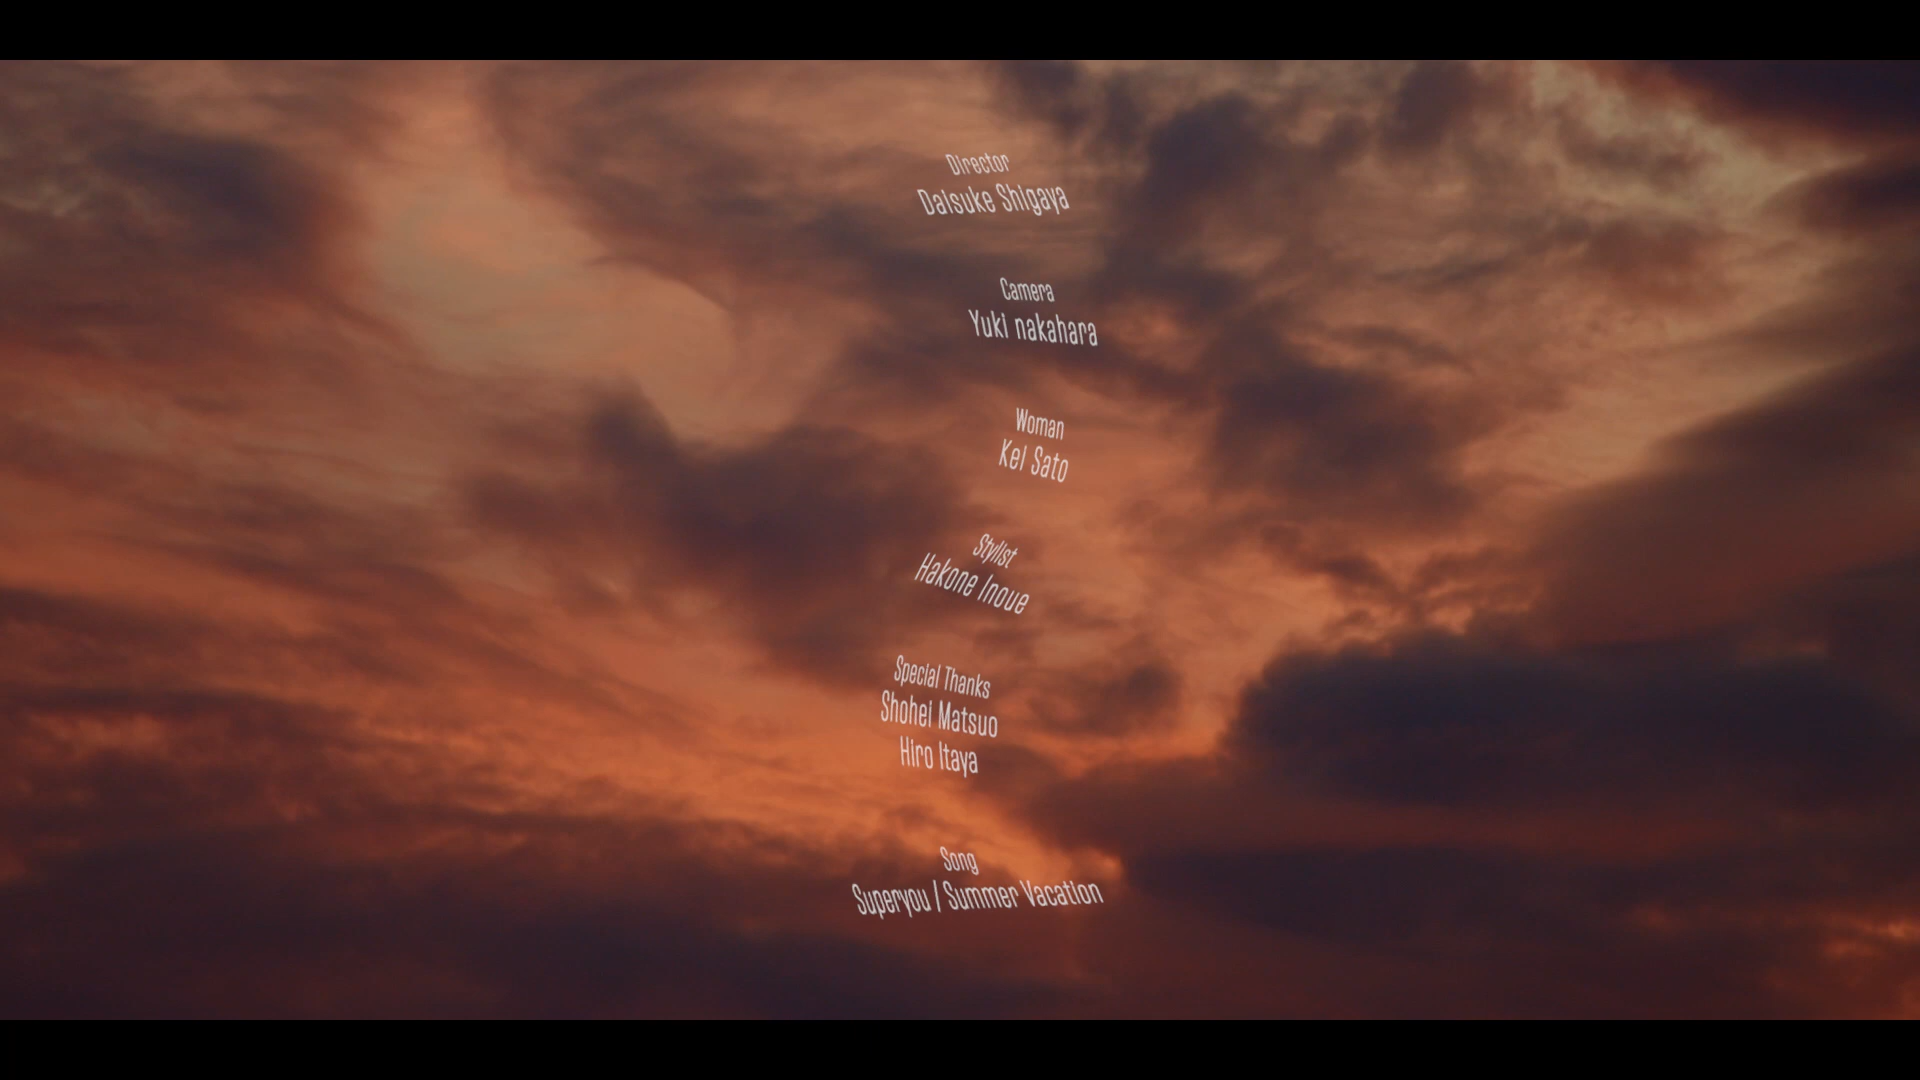 Director
Daisuke Shigaya
Camera
Yuki nakahara
Woman
Kei Sato
Stylist
Hakone Inoue
Special Thanks
Shohei Matsuo
Hiro Itaya
Song
Superyou / Summer Vacation